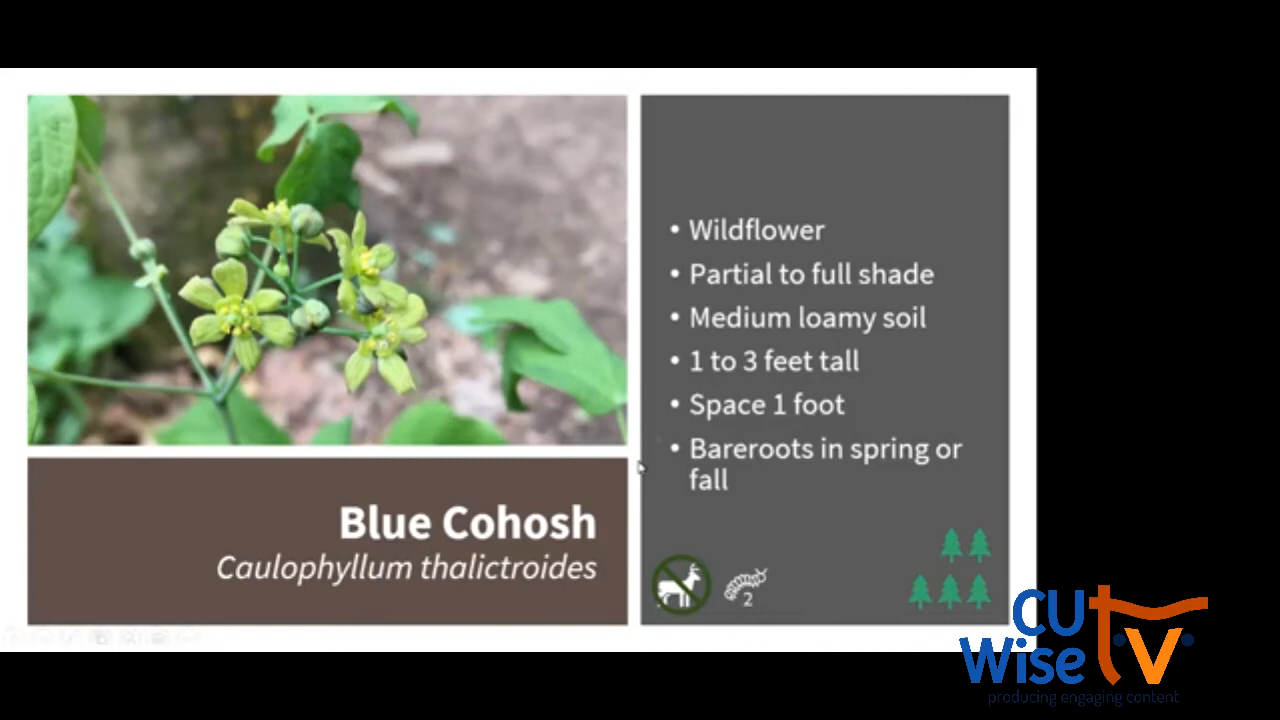 Blue Cohosh
Caulophyllum thalictroides
• Wildflower
• Partial to full shade
• Medium loamy soil
• 1 to 3 feet tall
• Space 1 foot
• Bareroots in spring or
fall
2
CU
Wise
tv
producing engaging content